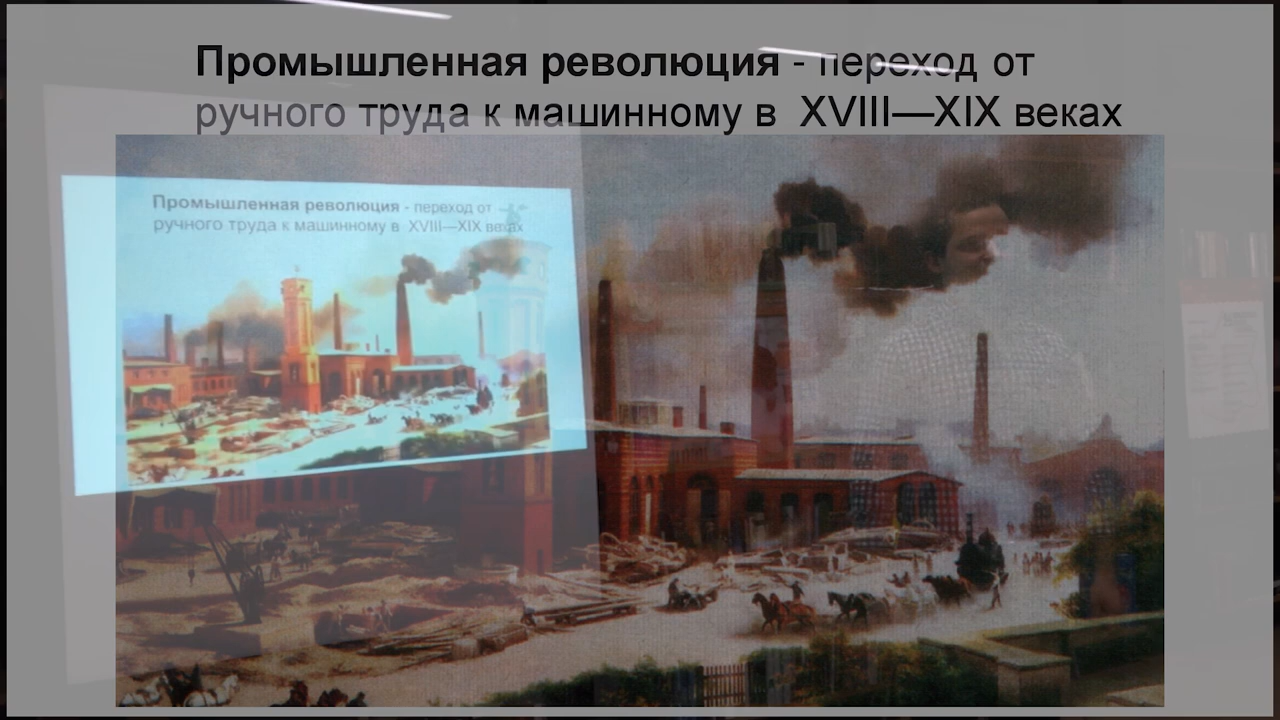 Промышленная революция - переход от
ручного труда к машинному в XVIII—XIX веках
Промышленная революция - переход от
ручного труда к машинному в XVIII—XIX веках